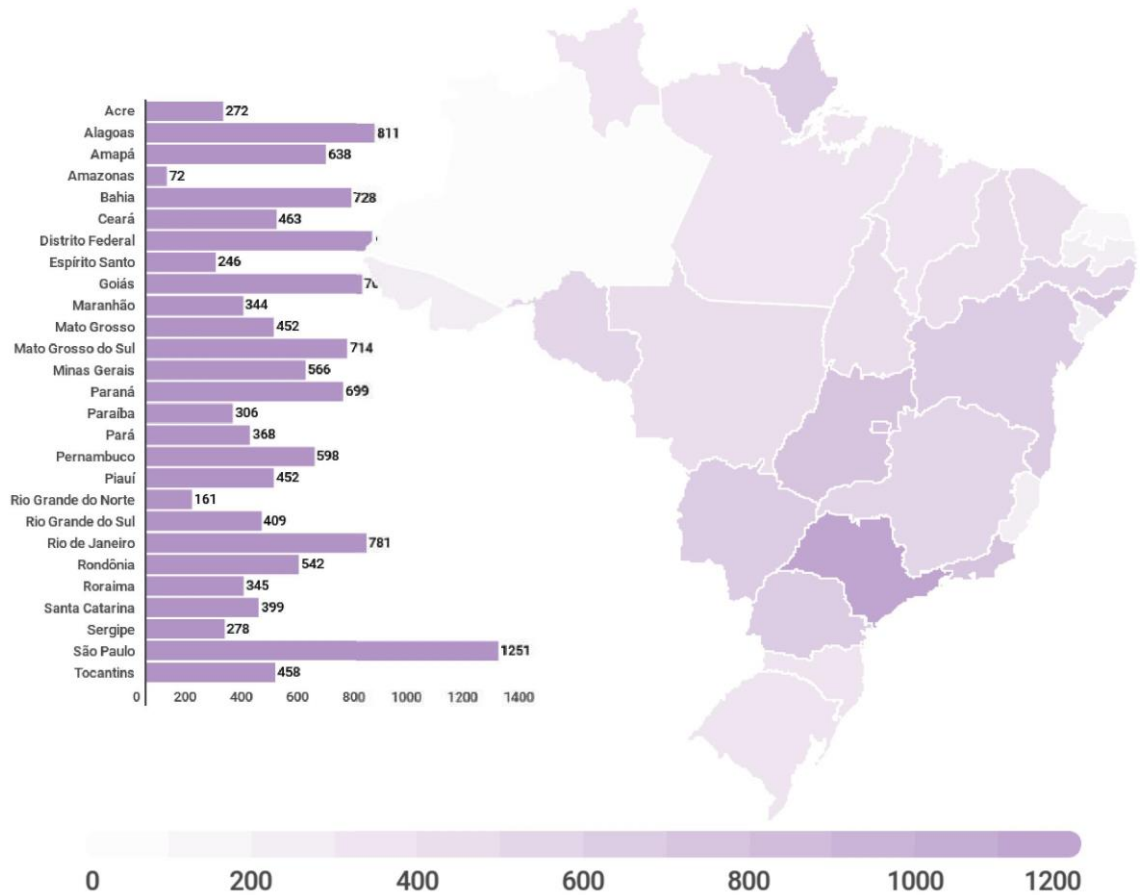 Acre 272
Alagoas 811
Amapá 638
Amazonas 72
Bahia 728
Ceará 463
Distrito Federal
Espírito Santo 246
Goiás
Maranhão 344
Mato Grosso 452
Mato Grosso do Sul 714
Minas Gerais 566
Paraná 699
Paraíba 306
Pará 368
Pernambuco 598
Piauí 452
Rio Grande do Norte 161
Rio Grande do Sul 409
Rio de Janeiro 781
Rondônia 542
Roraima 345
Santa Catarina 399
Sergipe 278
São Paulo 1251
Tocantins 458
0 200 400 600 800 1000 1200 1400
0 200 400 600 800 1000 1200